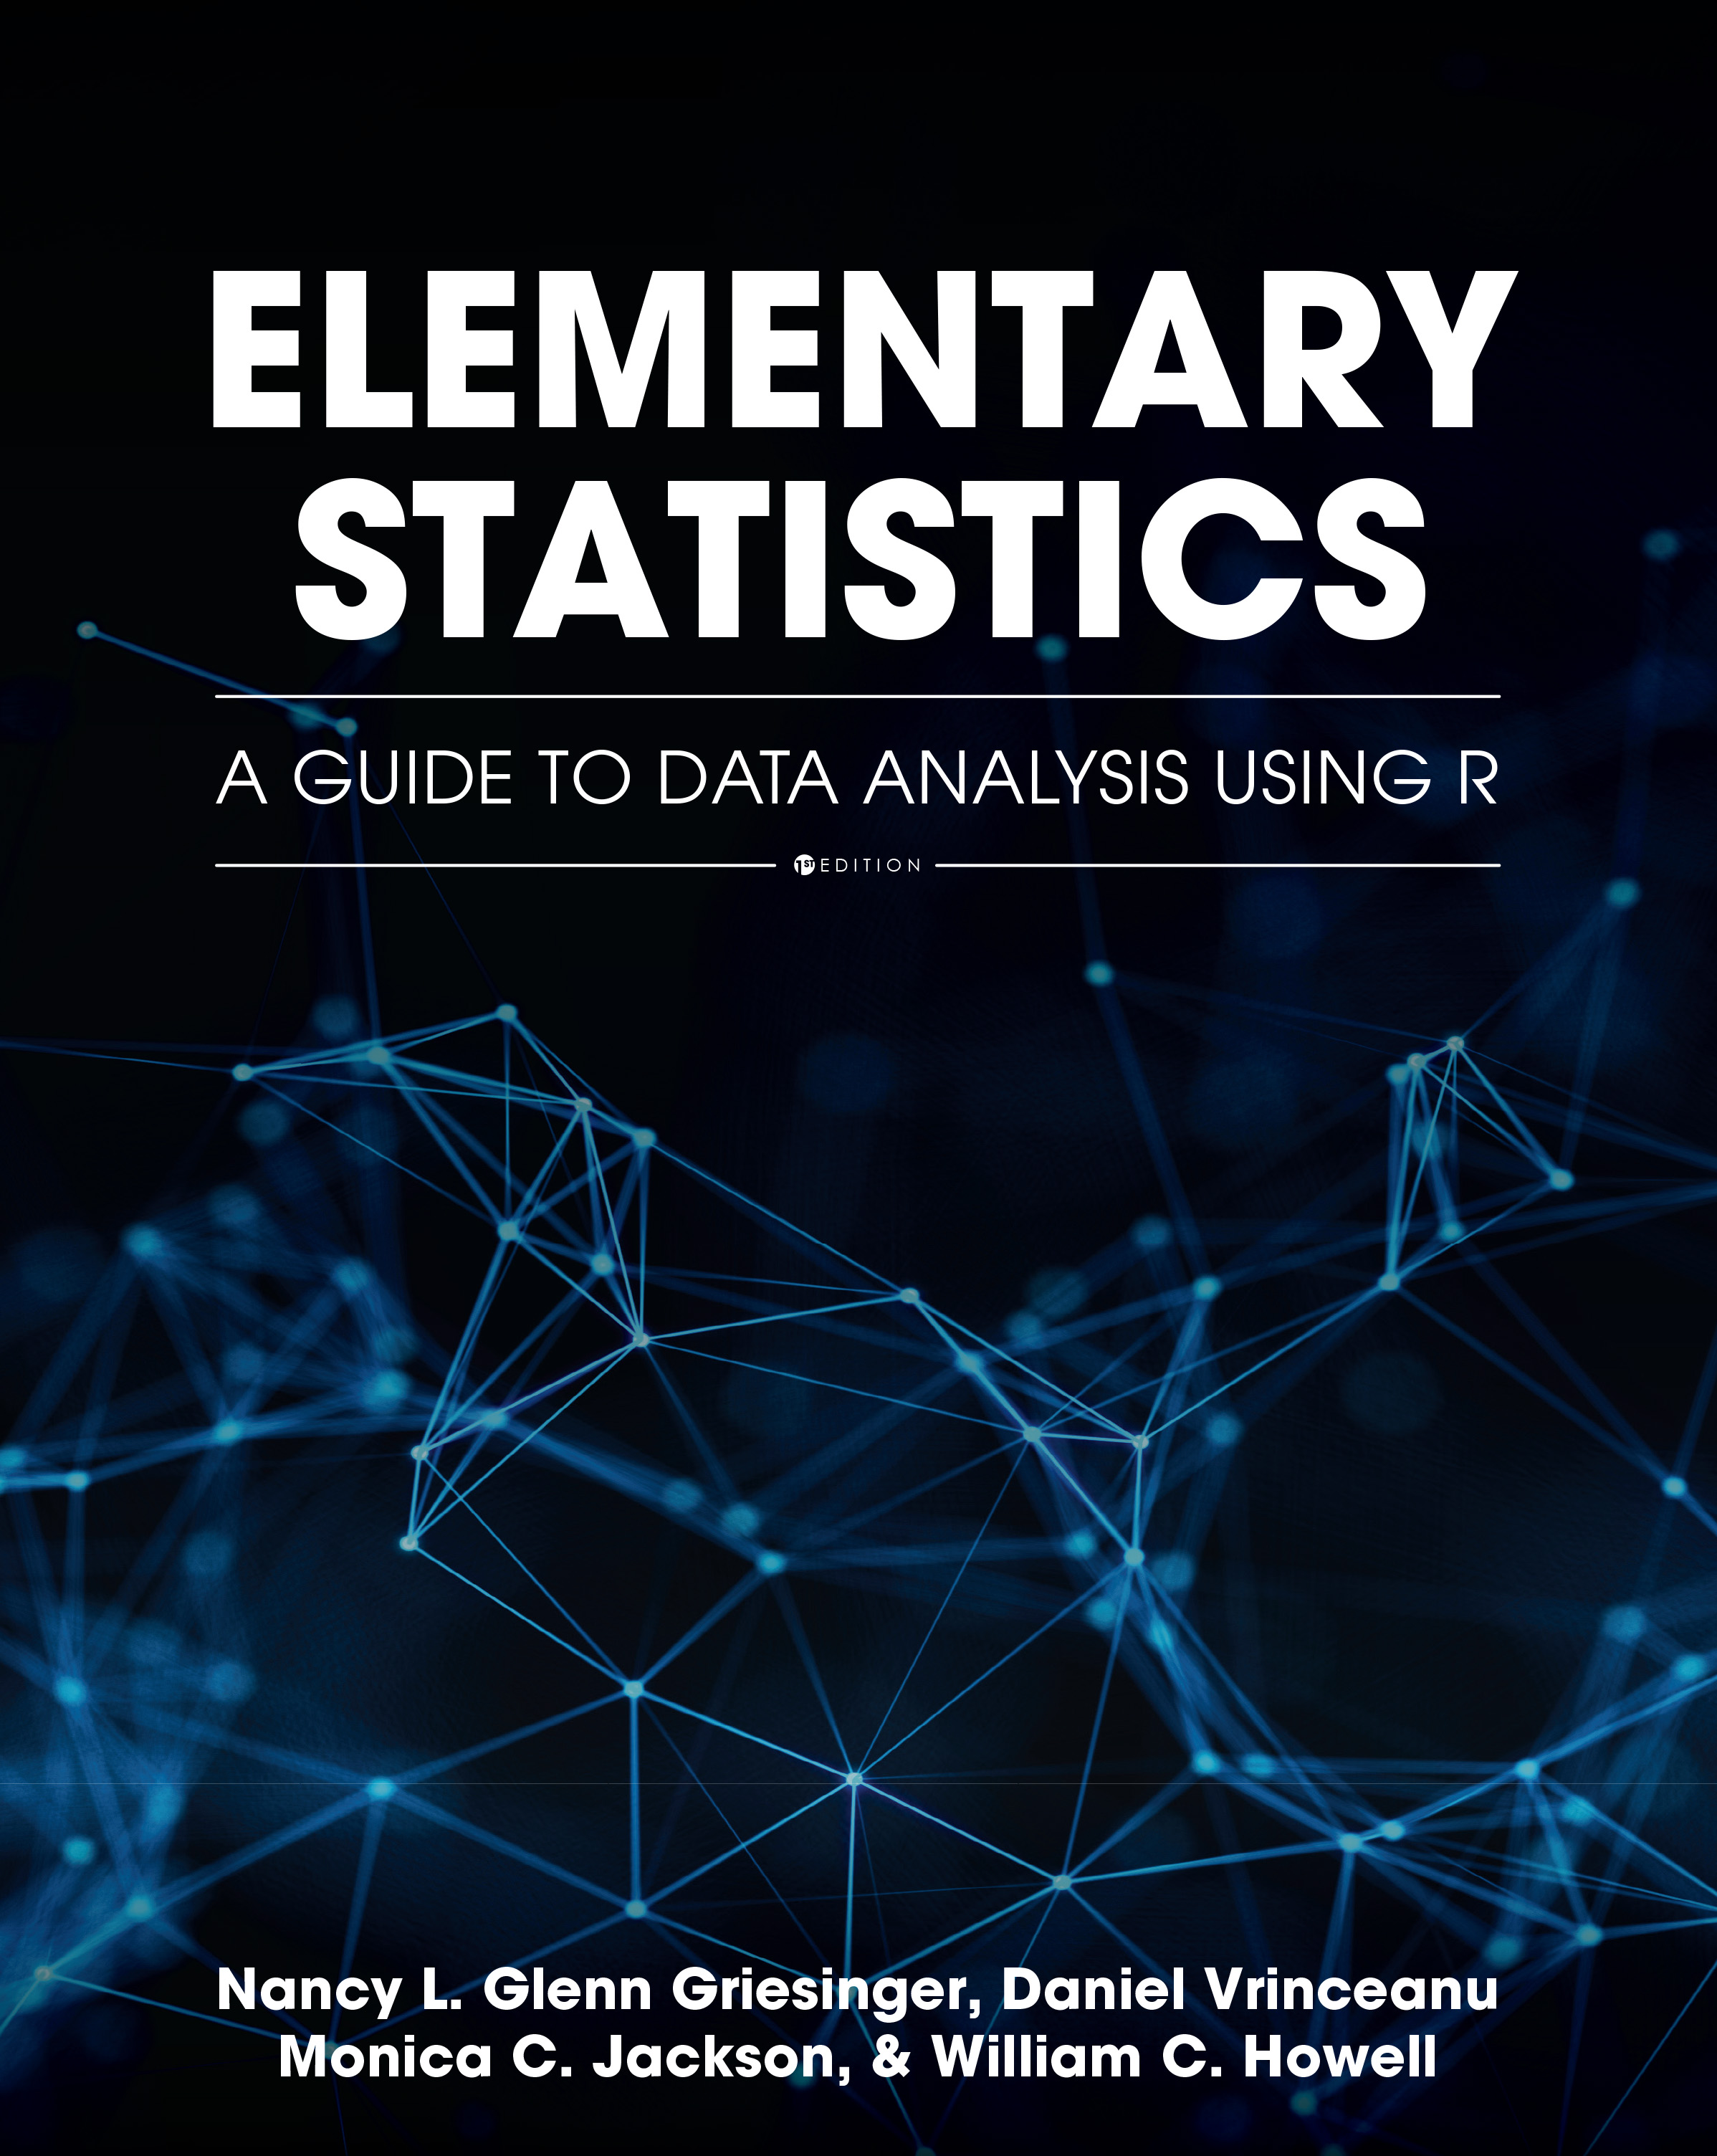 ELEMENTARY
STATISTICS
A GUIDE TO DATA ANALYSIS USING R
1ST EDITION
Nancy L. Glenn Griesinger, Daniel Vrinceanu
Monica C. Jackson, & William C. Howell